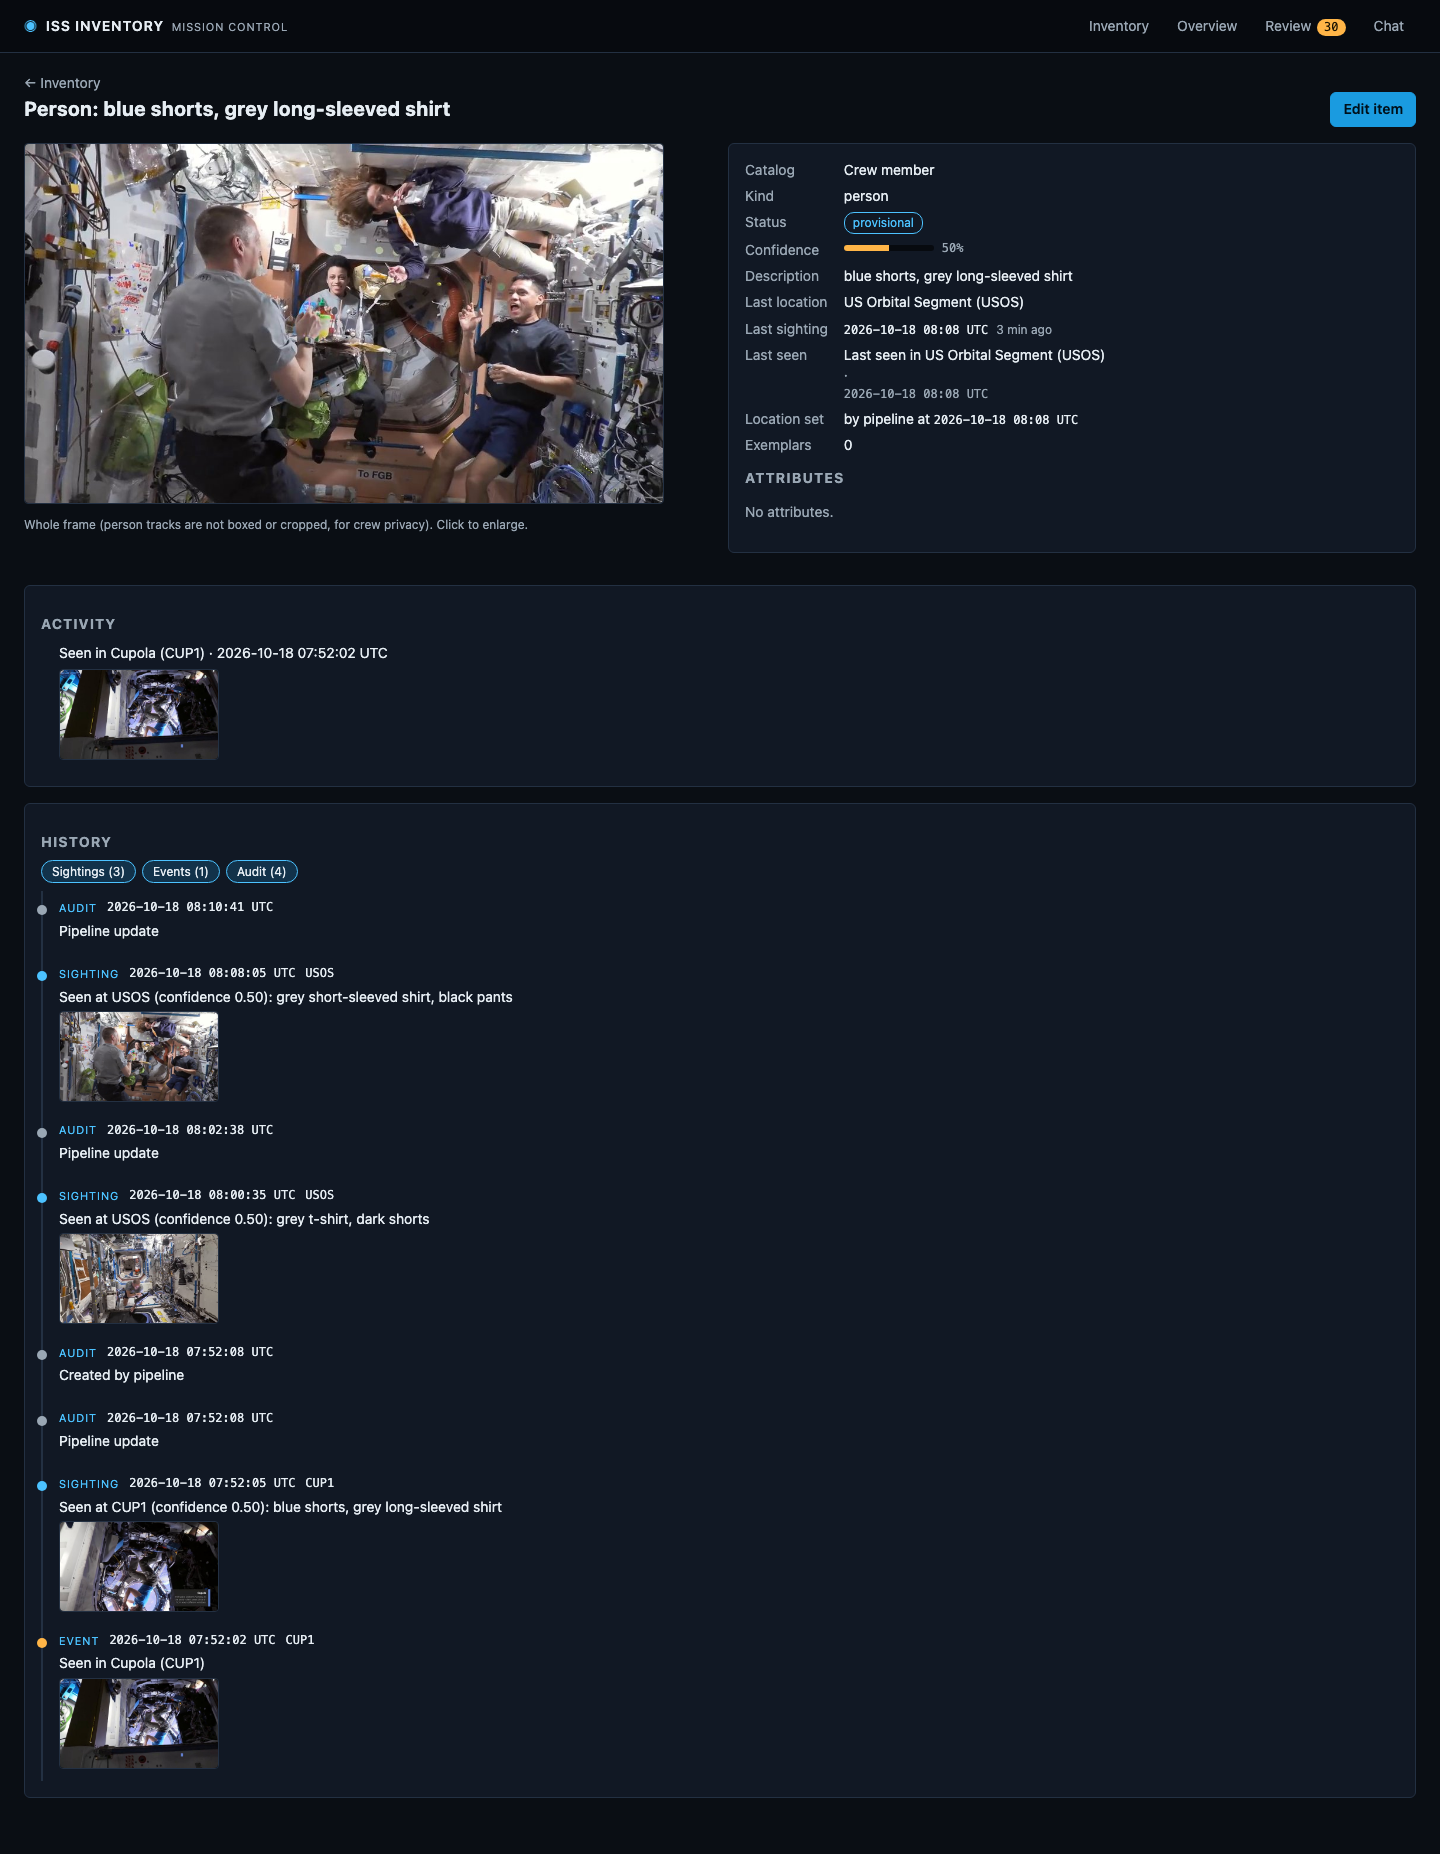 ISS INVENTORY MISSION CONTROL
Inventory Overview Review 30 Chat
← Inventory
Person: blue shorts, grey long-sleeved shirt
Edit item
To FGB
Whole frame (person tracks are not boxed or cropped, for crew privacy). Click to enlarge.
Catalog Crew member
Kind person
Status provisional
Confidence 50%
Description blue shorts, grey long-sleeved shirt
Last location US Orbital Segment (USOS)
Last sighting 2026-10-18 08:08 UTC 3 min ago
Last seen Last seen in US Orbital Segment (USOS)
·
2026-10-18 08:08 UTC
Location set by pipeline at 2026-10-18 08:08 UTC
Exemplars 0
ATTRIBUTES
No attributes.
ACTIVITY
Seen in Cupola (CUP1) · 2026-10-18 07:52:02 UTC
HISTORY
Sightings (3) Events (1) Audit (4)
AUDIT 2026-10-18 08:10:41 UTC
Pipeline update
SIGHTING 2026-10-18 08:08:05 UTC USOS
Seen at USOS (confidence 0.50): grey short-sleeved shirt, black pants
AUDIT 2026-10-18 08:02:38 UTC
Pipeline update
SIGHTING 2026-10-18 08:00:35 UTC USOS
Seen at USOS (confidence 0.50): grey t-shirt, dark shorts
AUDIT 2026-10-18 07:52:08 UTC
Created by pipeline
AUDIT 2026-10-18 07:52:08 UTC
Pipeline update
SIGHTING 2026-10-18 07:52:05 UTC CUP1
Seen at CUP1 (confidence 0.50): blue shorts, grey long-sleeved shirt
EVENT 2026-10-18 07:52:02 UTC CUP1
Seen in Cupola (CUP1)